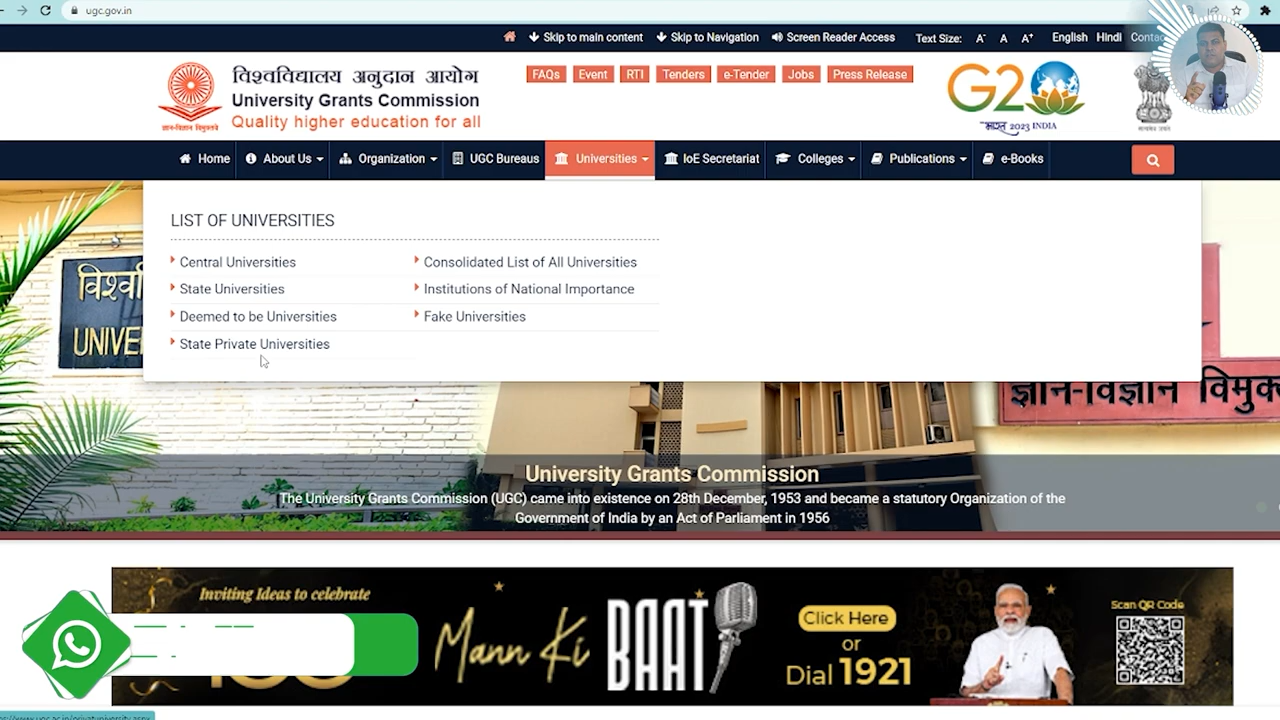 ugc.gov.in
Skip to main content Skip to Navigation Screen Reader Access Text Size: A- A A+ English Hindi
विश्वविद्यालय अनुदान आयोग
University Grants Commission
Quality higher education for all
ज्ञान-विज्ञान विमुक्तये
FAQs Event RTI Tenders e-Tender Jobs Press Release
G20
भारत 2023 INDIA
Home About Us Organization UGC Bureaus Universities IoE Secretariat Colleges Publications e-Books
LIST OF UNIVERSITIES
Central Universities Consolidated List of All Universities
State Universities Institutions of National Importance
Deemed to be Universities Fake Universities
State Private Universities
ज्ञान-विज्ञान
University Grants Commission
The University Grants Commission (UGC) came into existence on 28th December, 1953 and became a statutory Organization of the
Government of India by an Act of Parliament in 1956
Inviting Ideas to celebrate
Mann Ki BAAT
Click Here
or
Dial 1921
Scan QR Code